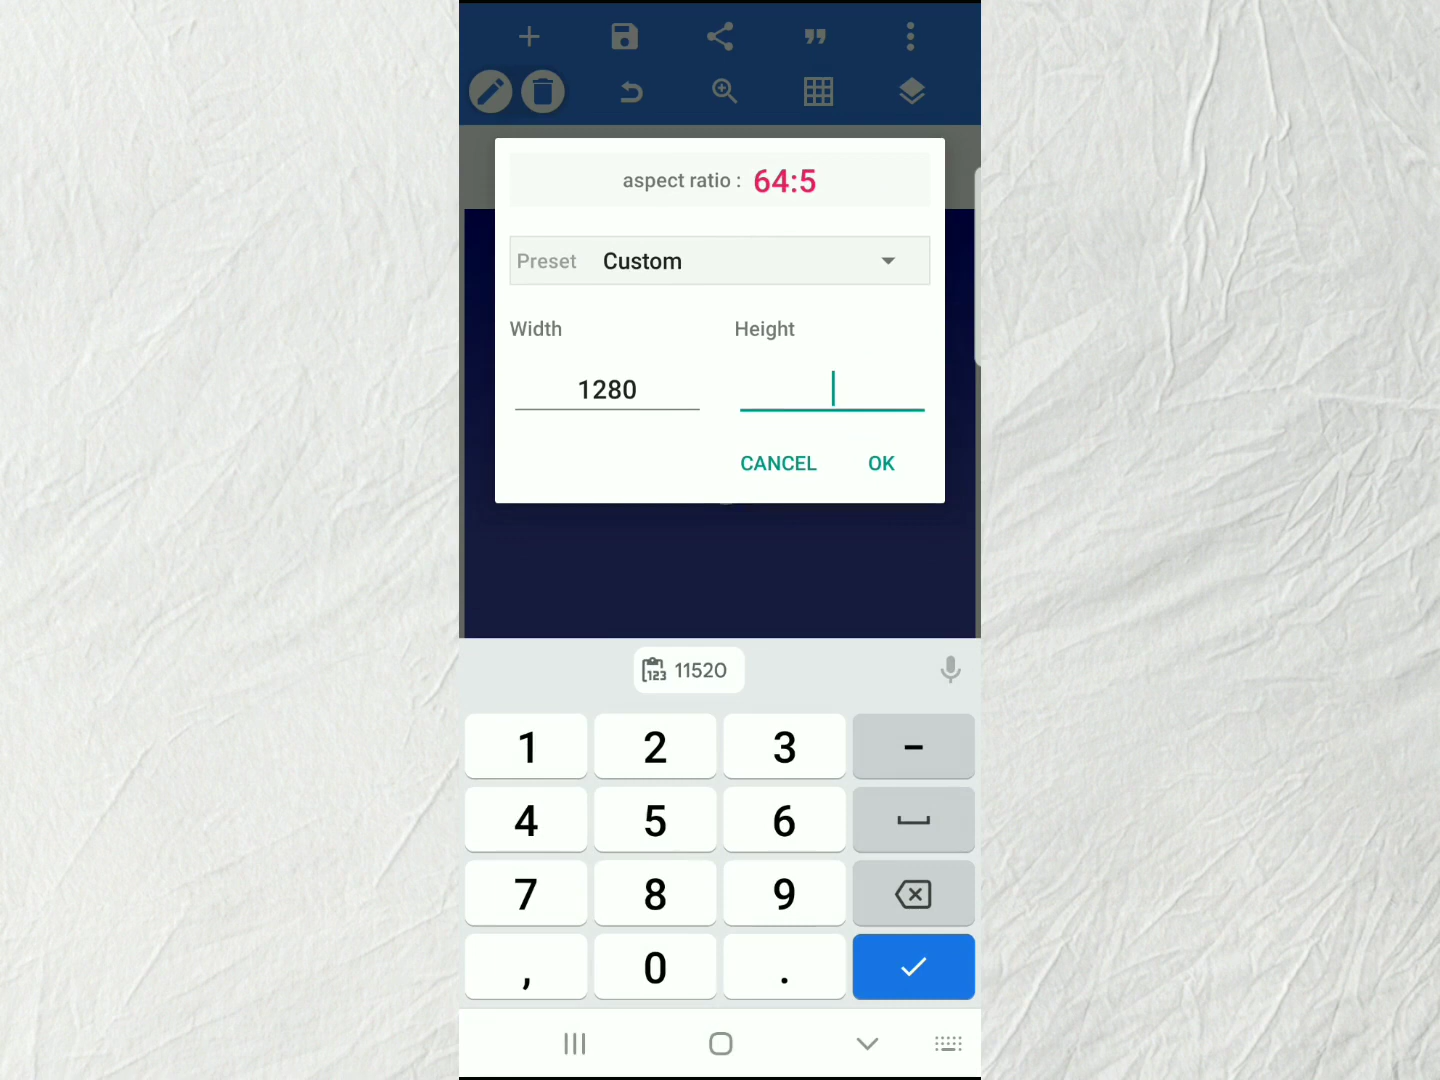 aspect ratio : 64:5
Preset Custom
Width Height
1280
CANCEL OK
123 11520
1 2 3 -
4 5 6
7 8 9
, 0 .